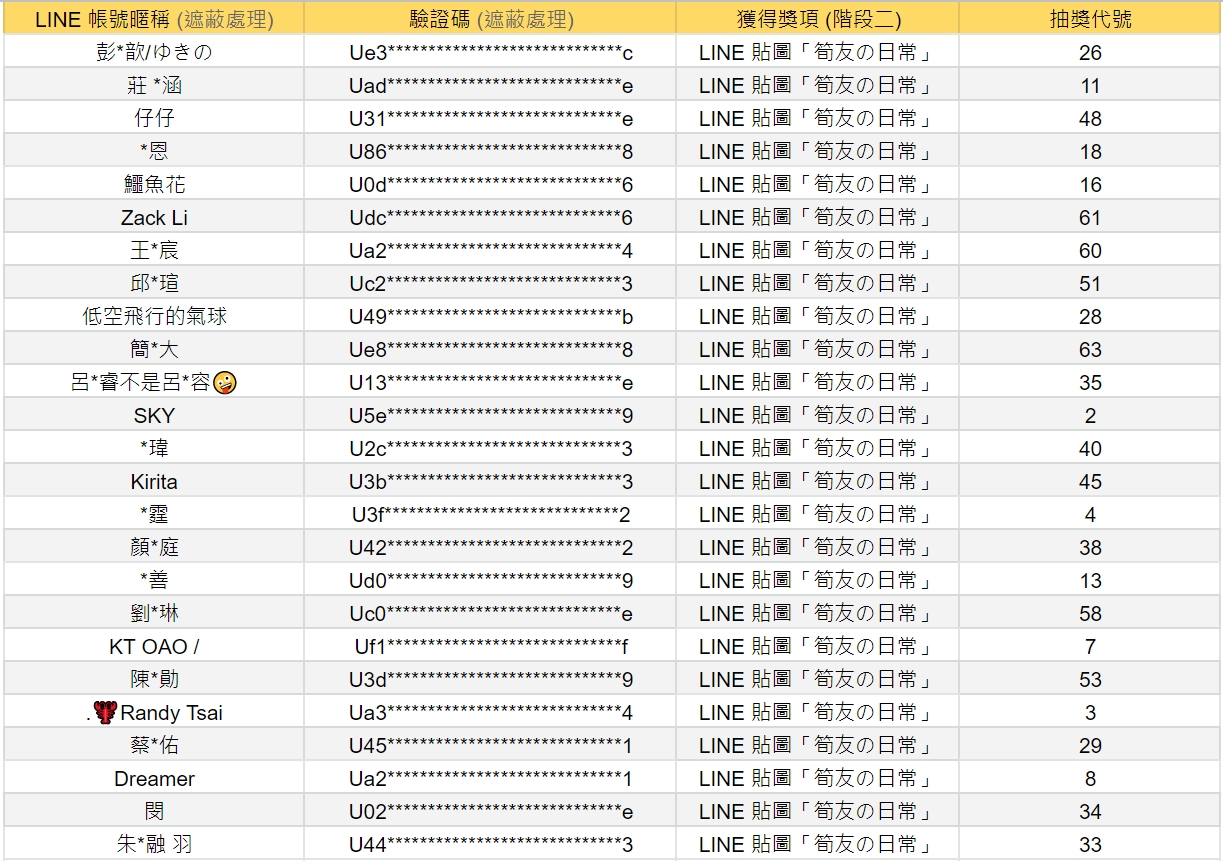 LINE 帳號暱稱 (遮蔽處理) 驗證碼 (遮蔽處理) 獲得獎項 (階段二) 抽獎代號
彭*歆/ゆきの Ue3*****************************c LINE 貼圖「筍友の日常」 26
莊 *涵 Uad*****************************e LINE 貼圖「筍友の日常」 11
仔仔 U31*****************************e LINE 貼圖「筍友の日常」 48
*恩 U86*****************************8 LINE 貼圖「筍友の日常」 18
鱷魚花 U0d*****************************6 LINE 貼圖「筍友の日常」 16
Zack Li Udc*****************************6 LINE 貼圖「筍友の日常」 61
王*宸 Ua2*****************************4 LINE 貼圖「筍友の日常」 60
邱*瑄 Uc2*****************************3 LINE 貼圖「筍友の日常」 51
低空飛行的氣球 U49*****************************b LINE 貼圖「筍友の日常」 28
簡*大 Ue8*****************************8 LINE 貼圖「筍友の日常」 63
呂*睿不是呂*容🤪 U13*****************************e LINE 貼圖「筍友の日常」 35
SKY U5e*****************************9 LINE 貼圖「筍友の日常」 2
*瑋 U2c*****************************3 LINE 貼圖「筍友の日常」 40
Kirita U3b*****************************3 LINE 貼圖「筍友の日常」 45
*霆 U3f*****************************2 LINE 貼圖「筍友の日常」 4
顏*庭 U42*****************************2 LINE 貼圖「筍友の日常」 38
*善 Ud0*****************************9 LINE 貼圖「筍友の日常」 13
劉*琳 Uc0*****************************e LINE 貼圖「筍友の日常」 58
KT OAO / Uf1*****************************f LINE 貼圖「筍友の日常」 7
陳*勛 U3d*****************************9 LINE 貼圖「筍友の日常」 53
.🦞Randy Tsai Ua3*****************************4 LINE 貼圖「筍友の日常」 3
蔡*佑 U45*****************************1 LINE 貼圖「筍友の日常」 29
Dreamer Ua2*****************************1 LINE 貼圖「筍友の日常」 8
閔 U02*****************************e LINE 貼圖「筍友の日常」 34
朱*融 羽 U44*****************************3 LINE 貼圖「筍友の日常」 33